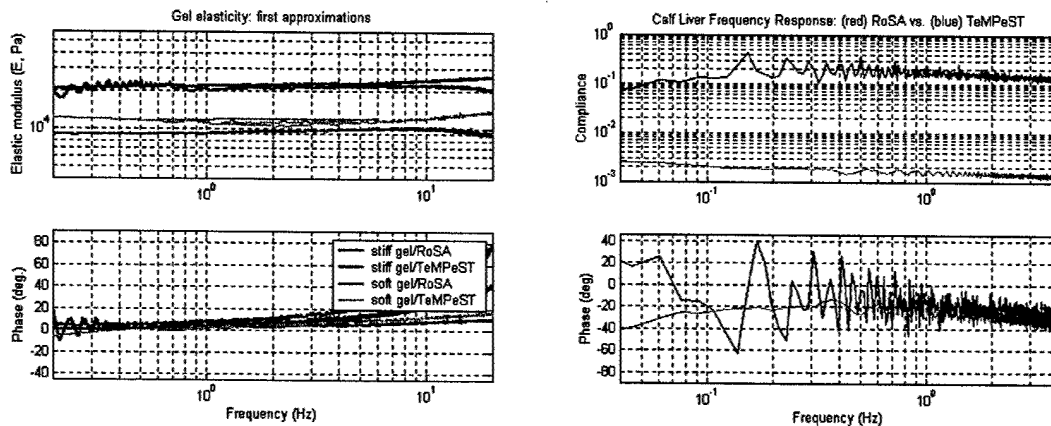 Gel elasticity: first approximations
Elastic modulus (E, Pa)
10^4
10^0
10^1
Phase (deg.)
80
60
40
20
0
-20
-40
stiff gel/RoSA
stiff gel/TeMPeST
soft gel/RoSA
soft gel/TeMPeST
10^0
10^1
Frequency (Hz)
Calf Liver Frequency Response: (red) RoSA vs. (blue) TeMPeST
Compliance
10^0
10^-1
10^-2
10^-3
10^-1
10^0
Phase (deg.)
40
20
0
-20
-40
-60
-80
10^-1
10^0
Frequency (Hz)